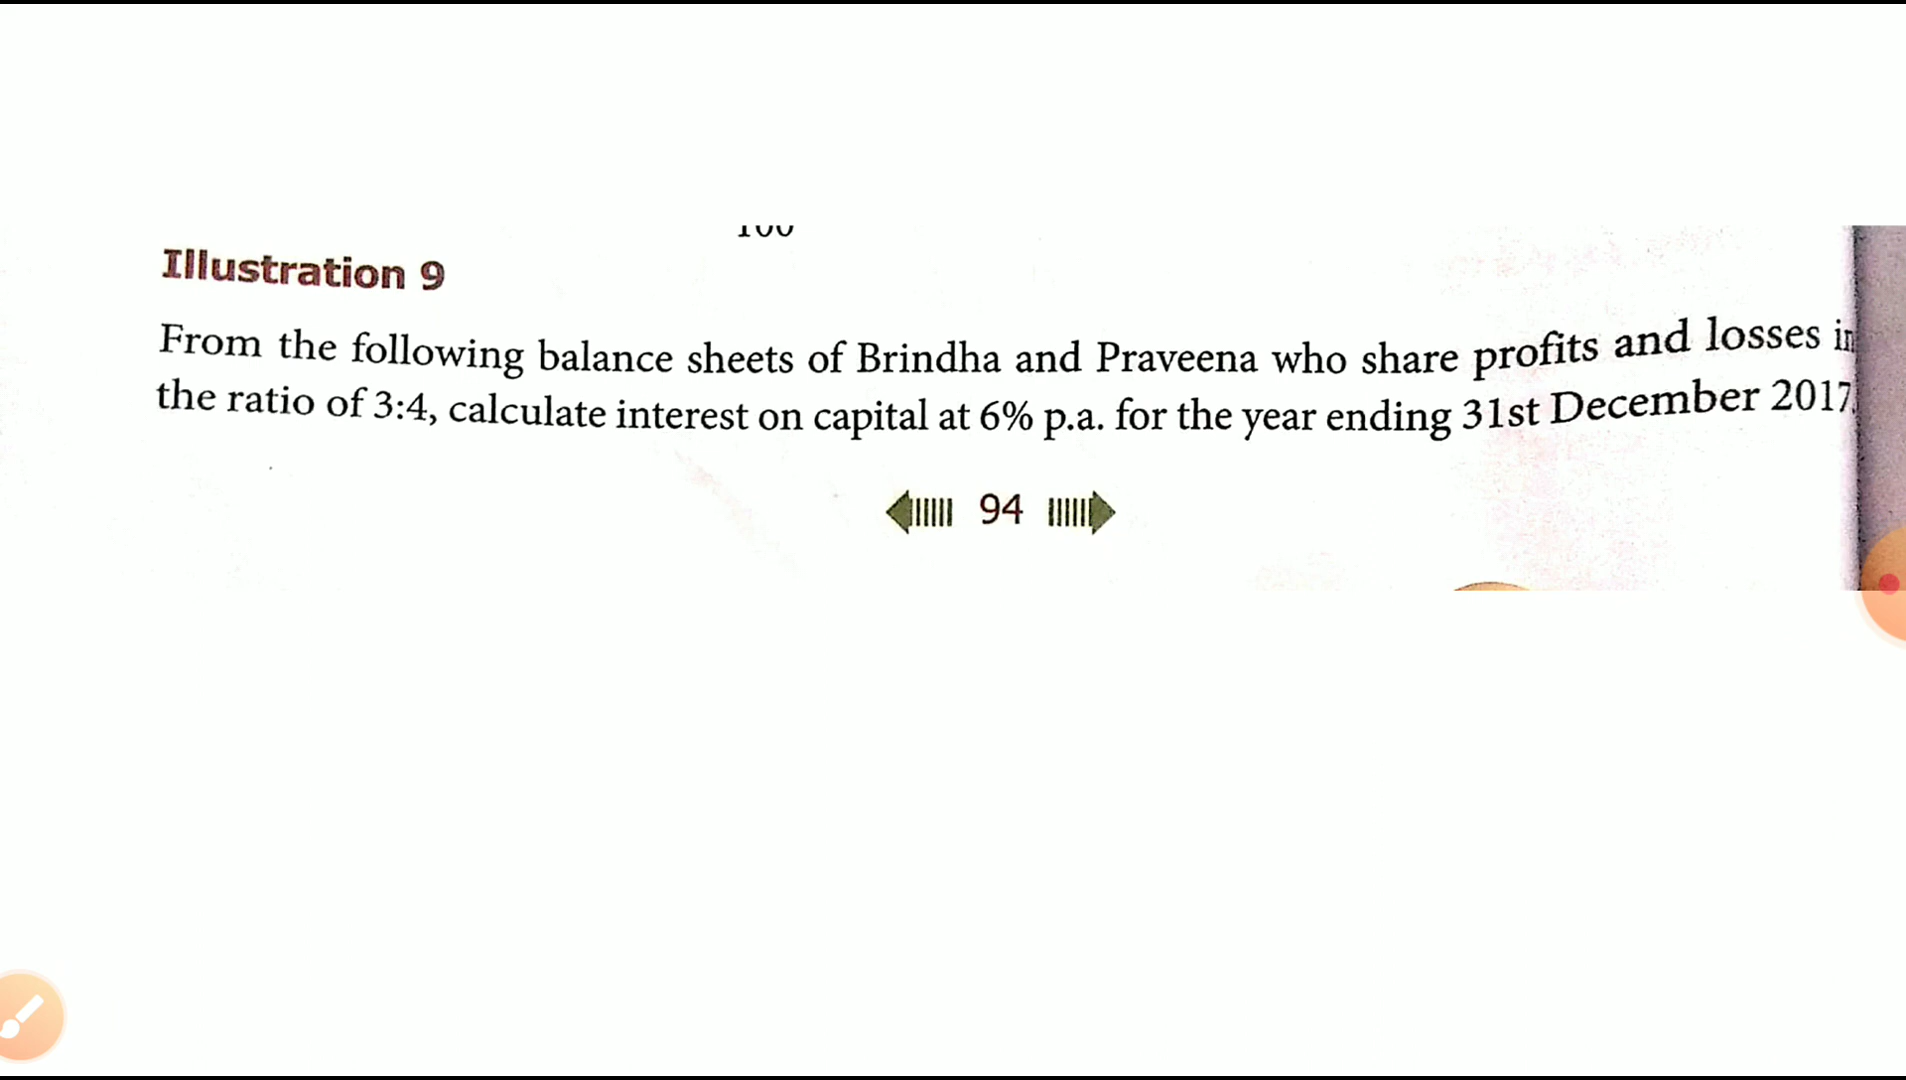 Illustration 9
From the following balance sheets of Brindha and Praveena who share profits and losses in
the ratio of 3:4, calculate interest on capital at 6% p.a. for the year ending 31st December 2017.
94